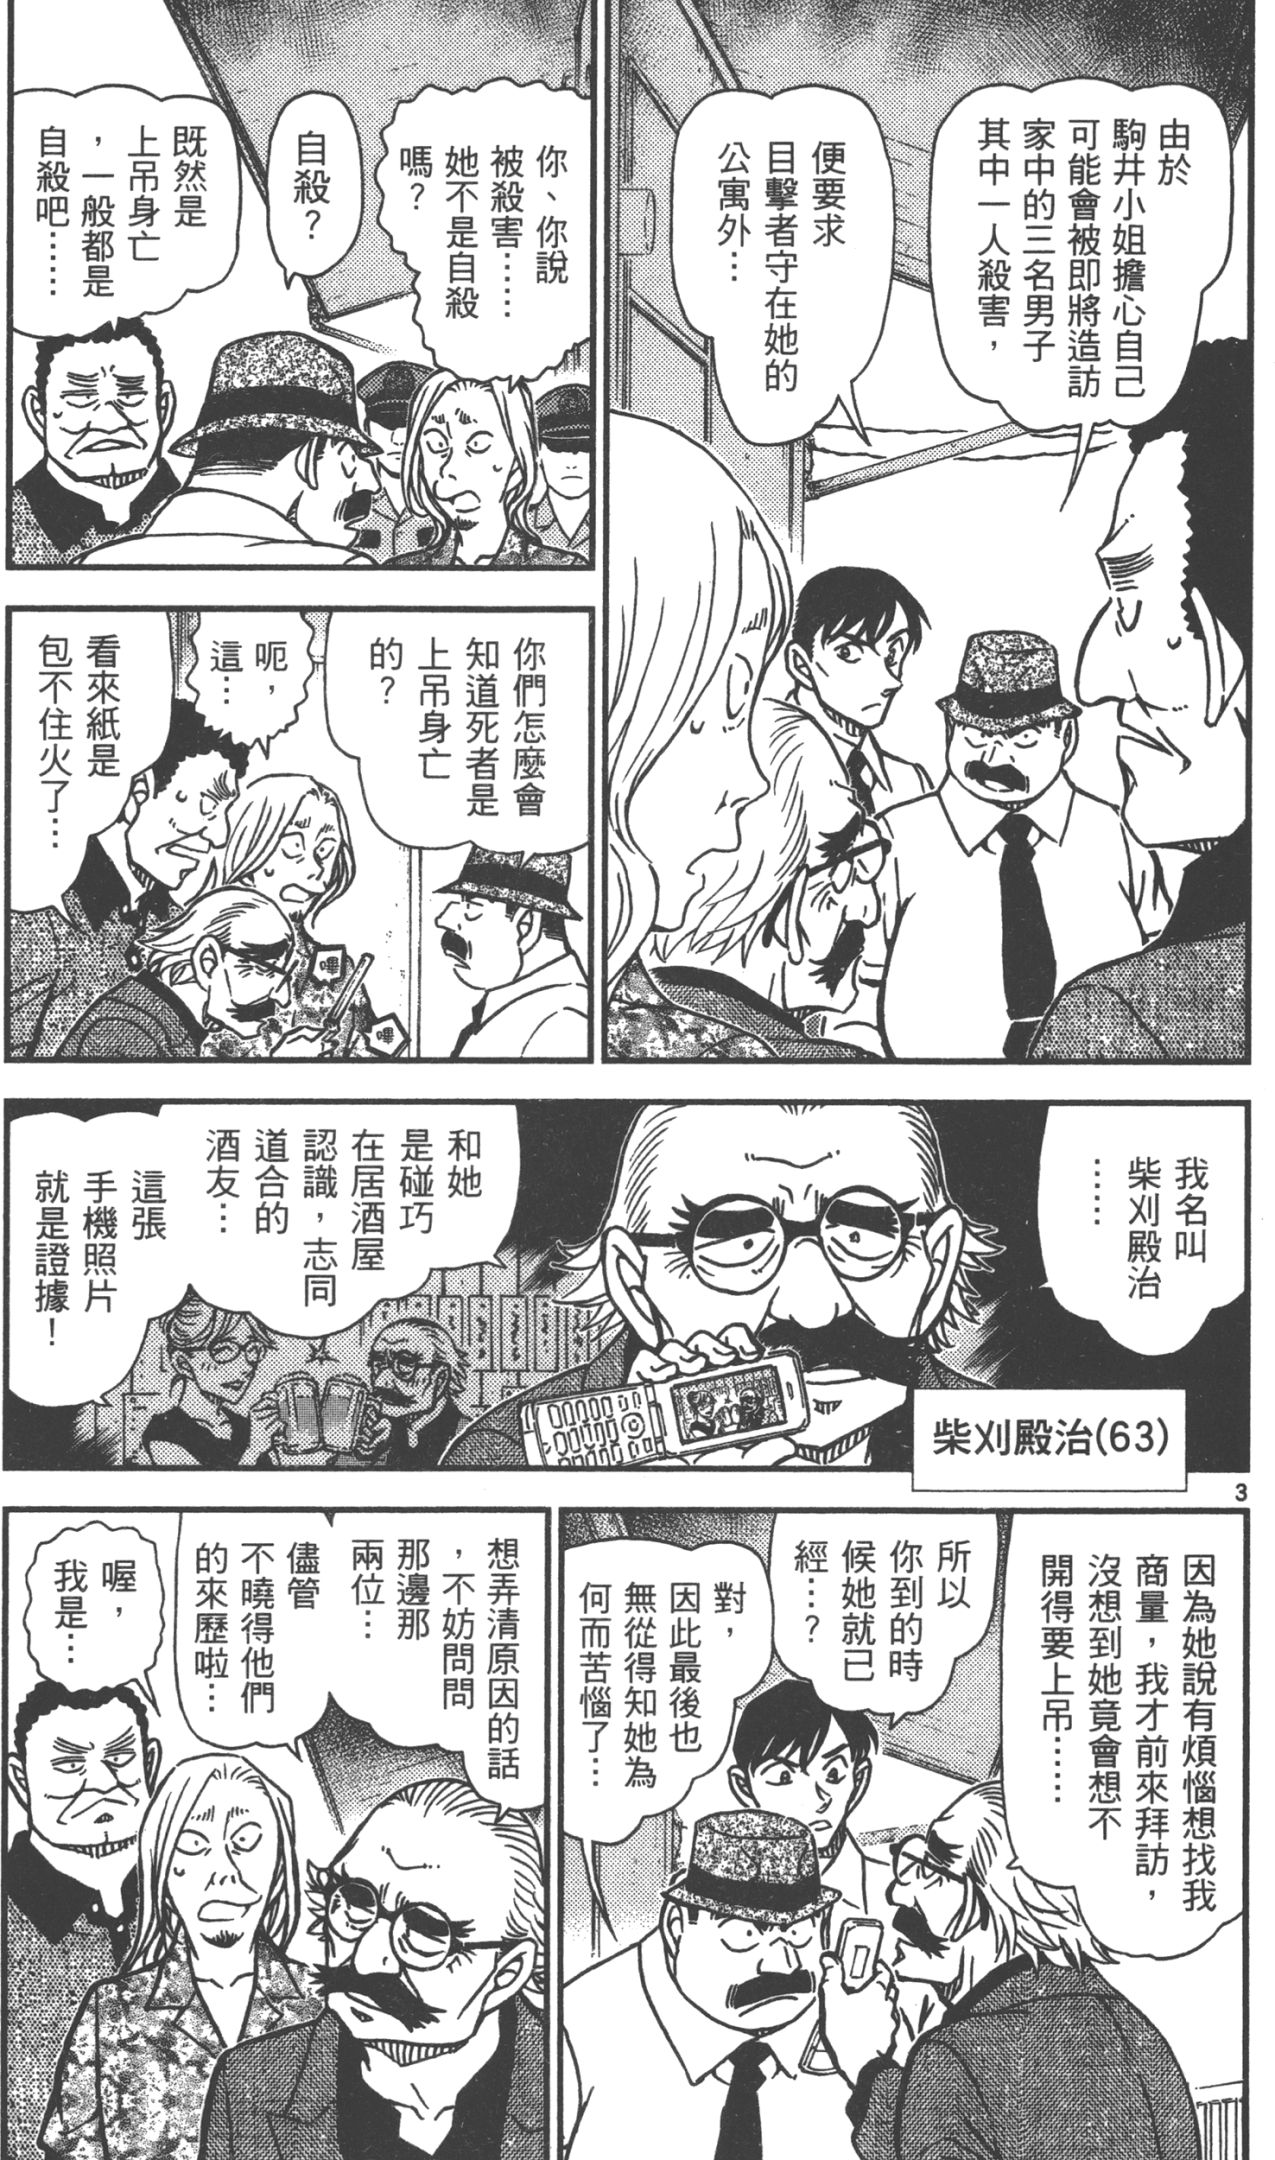 由於
駒井小姐擔心自己
可能會被即將造訪
家中的三名男子
其中一人殺害，
便要求
目擊者守在她的
公寓外…
你、你說
被殺害……
她不是自殺
嗎？
自殺？
既然是
上吊身亡
，一般都是
自殺吧……
你們怎麼會
知道死者是
上吊身亡
的？
呃，
這…
看來紙是
包不住火了…
嗶
嗶
我名叫
柴刈殿治
……
柴刈殿治(63)
和她
是碰巧
在居酒屋
認識，志同
道合的
酒友…
這張
手機照片
就是證據！
3
因為她說有煩惱想找我
商量，我才前來拜訪，
沒想到她竟會想不
開得要上吊……
所以
你到的時
候她就已
經…？
對，
因此最後也
無從得知她為
何而苦惱了…
想弄清原因的話
，不妨問問
那邊那
兩位…
儘管
不曉得他們
的來歷啦…
喔，
我是…